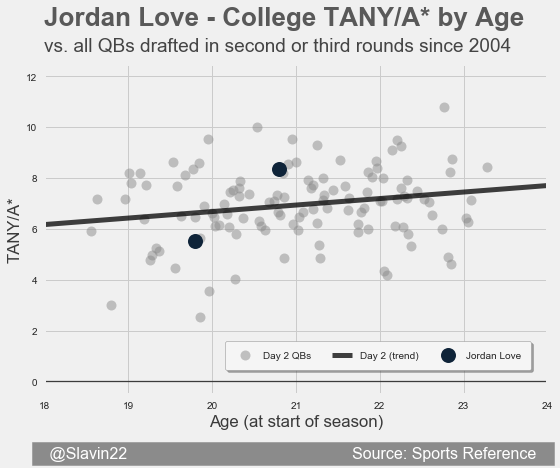 Jordan Love - College TANY/A* by Age
vs. all QBs drafted in second or third rounds since 2004
12
10
8
6
4
2
0
TANY/A*
Day 2 QBs
Day 2 (trend)
Jordan Love
18
19
20
21
22
23
24
Age (at start of season)
@Slavin22
Source: Sports Reference